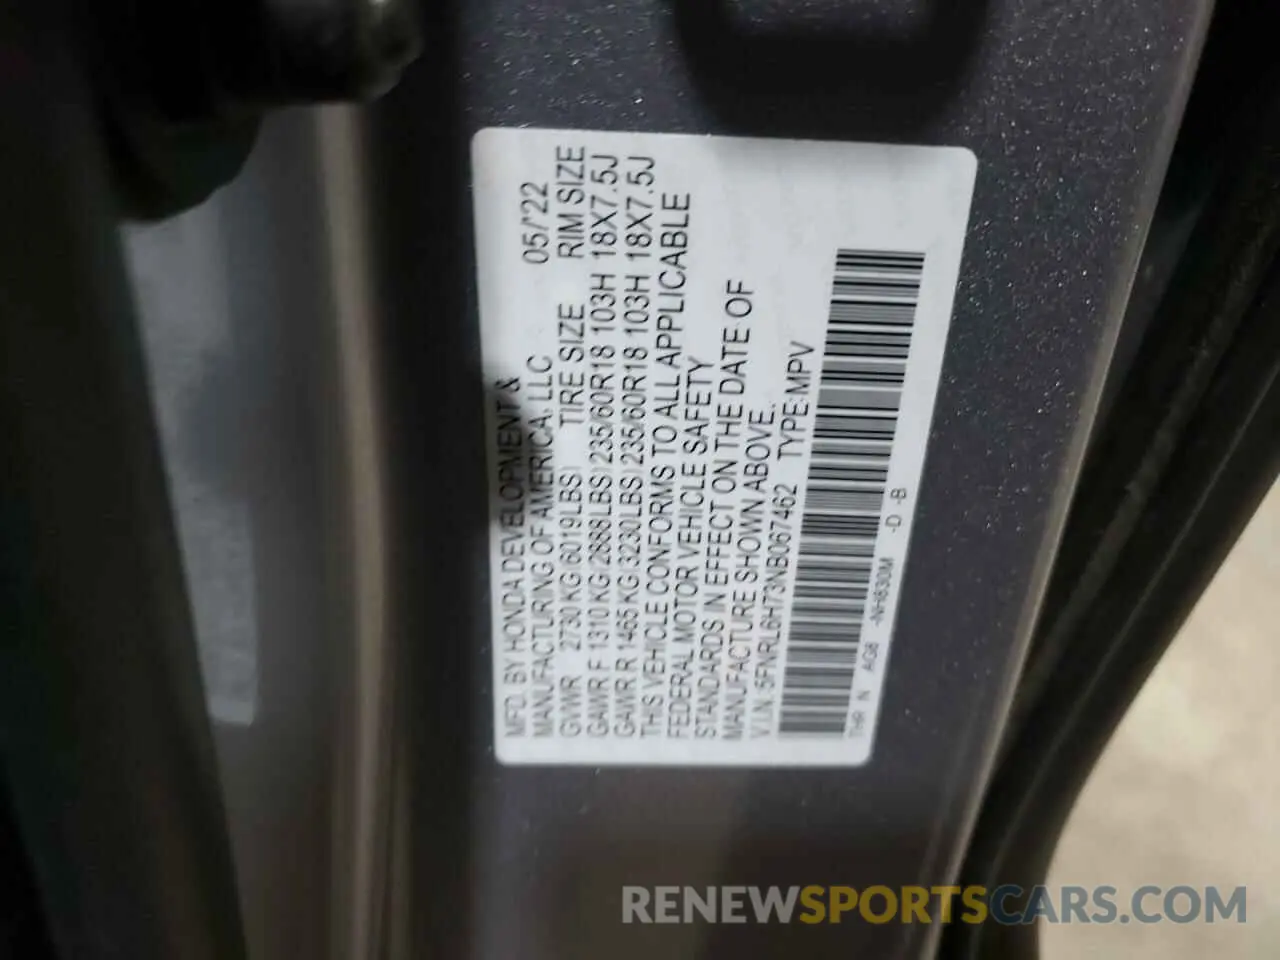 MFD. BY HONDA DEVELOPMENT &
MANUFACTURING OF AMERICA, LLC 05/'22
GVWR 2730 KG (6019LBS) TIRE SIZE RIM SIZE
GAWR F 1310 KG (2888LBS) 235/60R18 103H 18X7.5J
GAWR R 1465 KG (3230LBS) 235/60R18 103H 18X7.5J
THIS VEHICLE CONFORMS TO ALL APPLICABLE
FEDERAL MOTOR VEHICLE SAFETY
STANDARDS IN EFFECT ON THE DATE OF
MANUFACTURE SHOWN ABOVE.
V.I.N.:5FNRL6H73NB067462 TYPE:MPV
THR N AG8 -NH830M -D -B
RENEWSPORTSCARS.COM